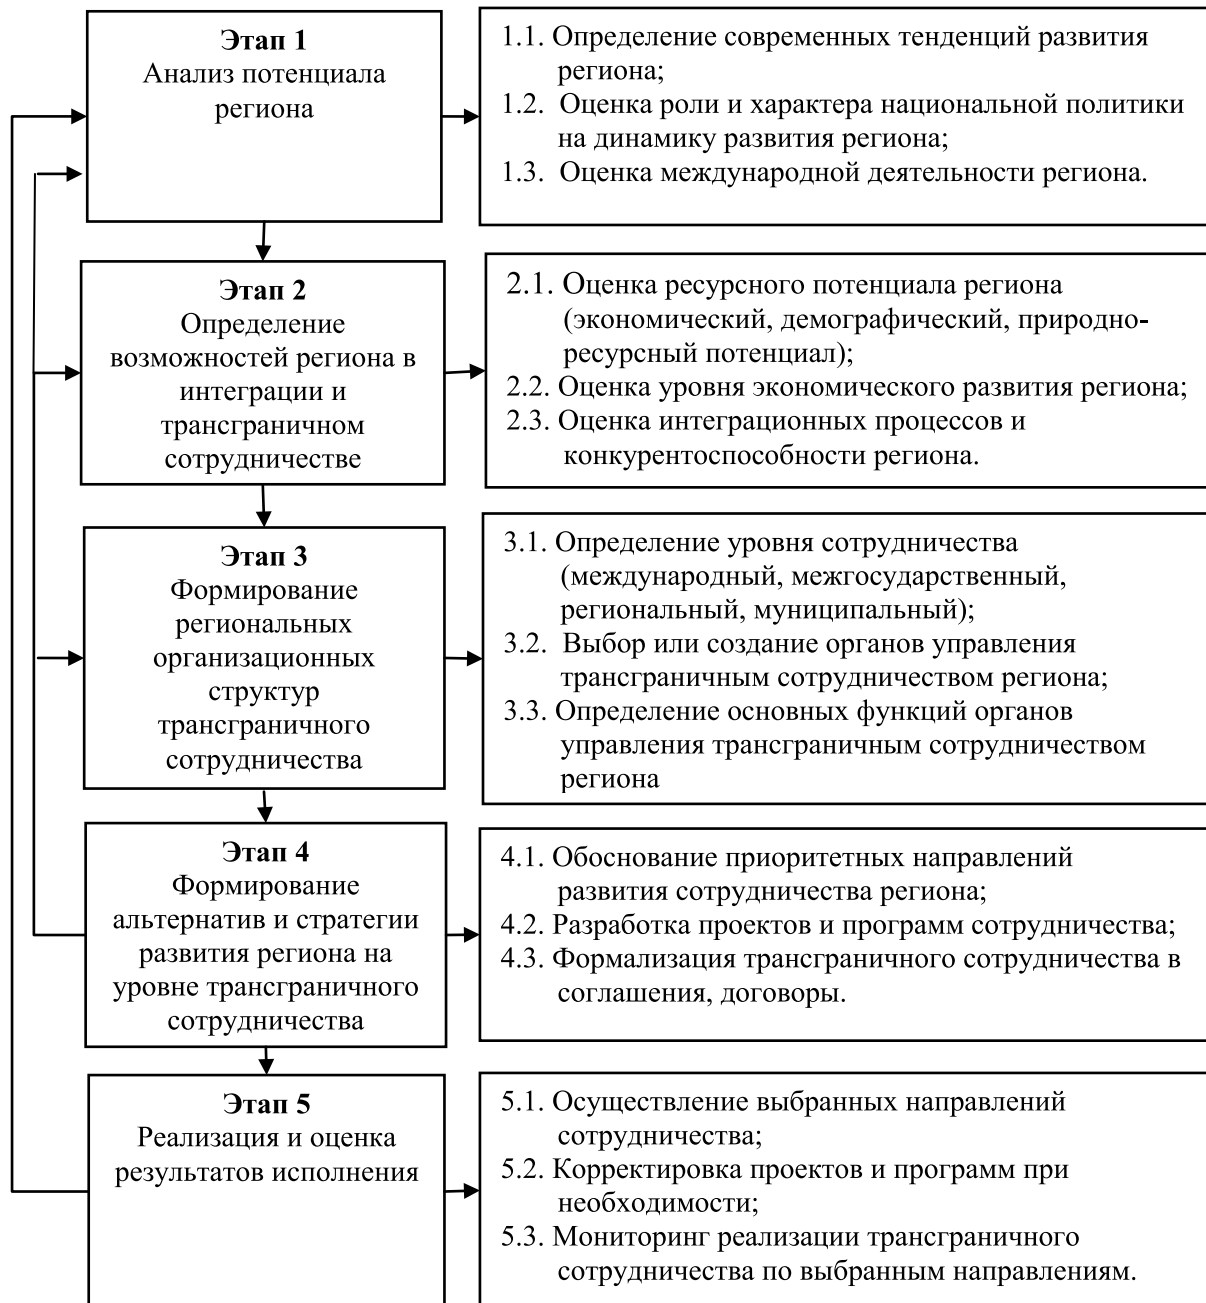 Этап 1
Анализ потенциала
региона
1.1. Определение современных тенденций развития
региона;
1.2. Оценка роли и характера национальной политики
на динамику развития региона;
1.3. Оценка международной деятельности региона.
Этап 2
Определение
возможностей региона в
интеграции и
трансграничном
сотрудничестве
2.1. Оценка ресурсного потенциала региона
(экономический, демографический, природно-
ресурсный потенциал);
2.2. Оценка уровня экономического развития региона;
2.3. Оценка интеграционных процессов и
конкурентоспособности региона.
Этап 3
Формирование
региональных
организационных
структур
трансграничного
сотрудничества
3.1. Определение уровня сотрудничества
(международный, межгосударственный,
региональный, муниципальный);
3.2. Выбор или создание органов управления
трансграничным сотрудничеством региона;
3.3. Определение основных функций органов
управления трансграничным сотрудничеством
региона
Этап 4
Формирование
альтернатив и стратегии
развития региона на
уровне трансграничного
сотрудничества
4.1. Обоснование приоритетных направлений
развития сотрудничества региона;
4.2. Разработка проектов и программ сотрудничества;
4.3. Формализация трансграничного сотрудничества в
соглашения, договоры.
Этап 5
Реализация и оценка
результатов исполнения
5.1. Осуществление выбранных направлений
сотрудничества;
5.2. Корректировка проектов и программ при
необходимости;
5.3. Мониторинг реализации трансграничного
сотрудничества по выбранным направлениям.